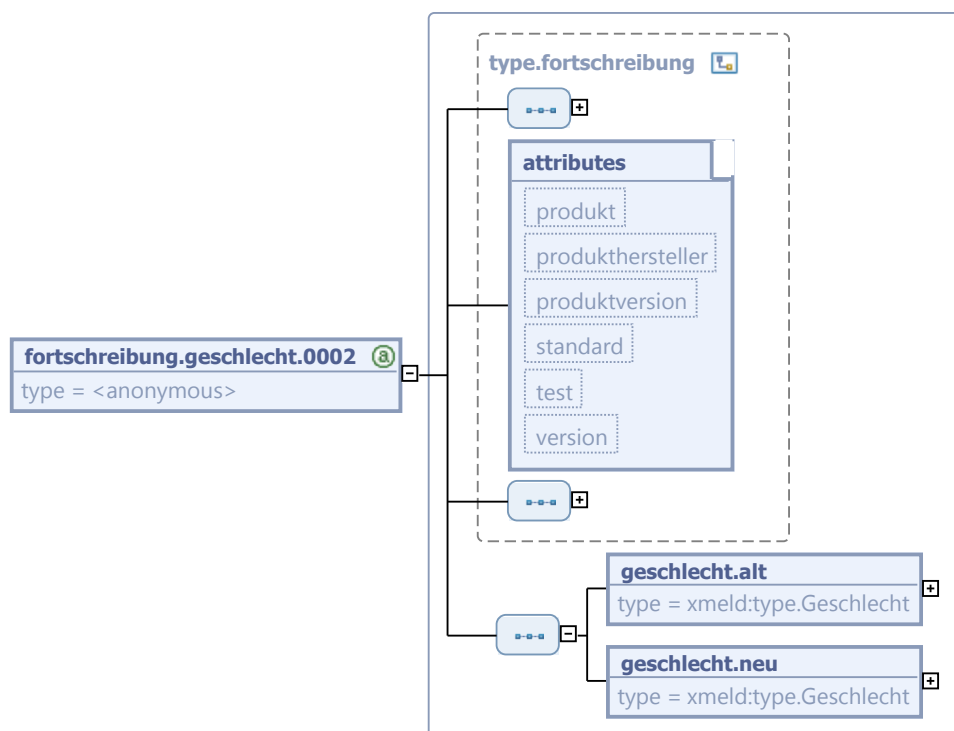 type.fortschreibung
attributes
produkt
produkthersteller
produktversion
standard
test
version
fortschreibung.geschlecht.0002 a
type = <anonymous>
geschlecht.alt
type = xmeld:type.Geschlecht
geschlecht.neu
type = xmeld:type.Geschlecht